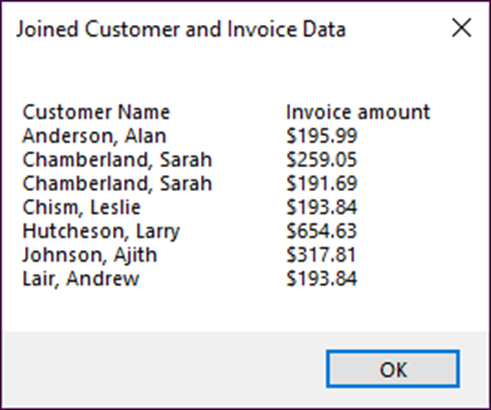 Joined Customer and Invoice Data
Customer Name Invoice amount
Anderson, Alan $195.99
Chamberland, Sarah $259.05
Chamberland, Sarah $191.69
Chism, Leslie $193.84
Hutcheson, Larry $654.63
Johnson, Ajith $317.81
Lair, Andrew $193.84
OK